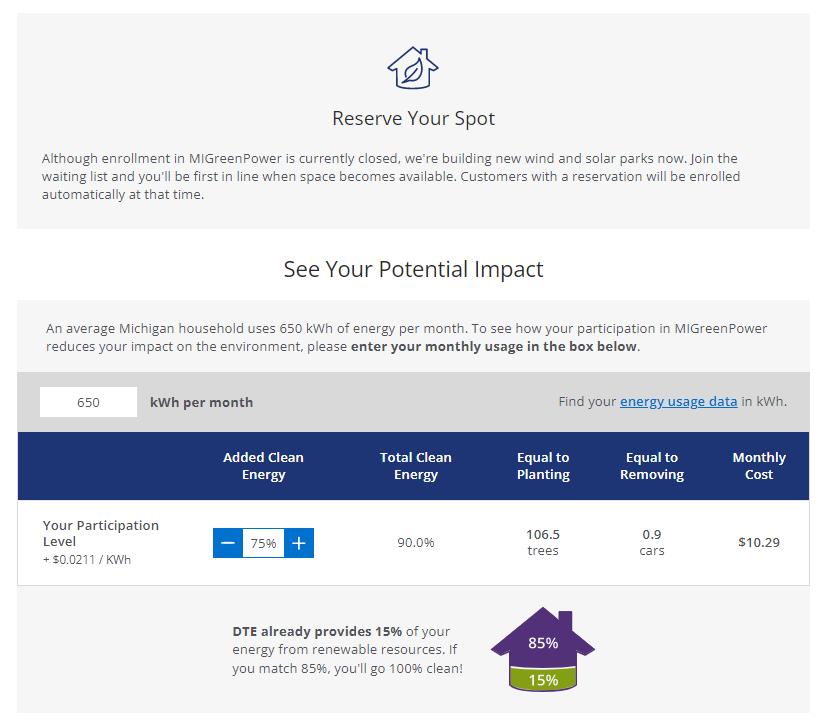 Reserve Your Spot
Although enrollment in MIGreenPower is currently closed, we're building new wind and solar parks now. Join the
waiting list and you'll be first in line when space becomes available. Customers with a reservation will be enrolled
automatically at that time.
See Your Potential Impact
An average Michigan household uses 650 kWh of energy per month. To see how your participation in MIGreenPower
reduces your impact on the environment, please enter your monthly usage in the box below.
650 kWh per month Find your energy usage data in kWh.
Added Clean Energy
Total Clean Energy
Equal to Planting
Equal to Removing
Monthly Cost
Your Participation
Level
+ $0.0211 / KWh
− 75% +
90.0%
106.5
trees
0.9
cars
$10.29
DTE already provides 15% of your
energy from renewable resources. If
you match 85%, you'll go 100% clean!
85%
15%